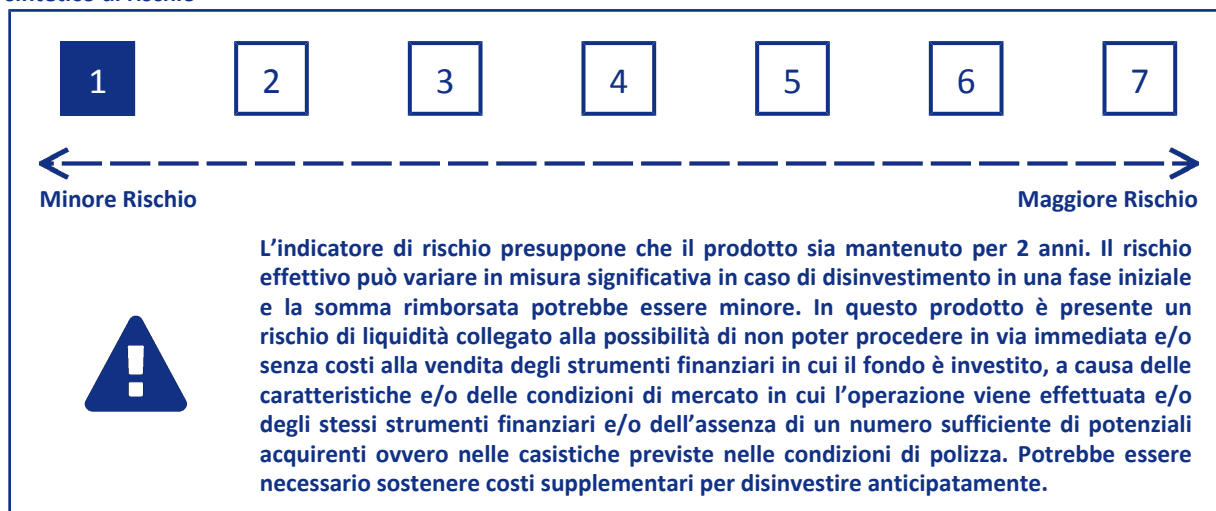 sintetico di rischio
1 2 3 4 5 6 7
Minore Rischio Maggiore Rischio
L’indicatore di rischio presuppone che il prodotto sia mantenuto per 2 anni. Il rischio
effettivo può variare in misura significativa in caso di disinvestimento in una fase iniziale
e la somma rimborsata potrebbe essere minore. In questo prodotto è presente un
rischio di liquidità collegato alla possibilità di non poter procedere in via immediata e/o
senza costi alla vendita degli strumenti finanziari in cui il fondo è investito, a causa delle
caratteristiche e/o delle condizioni di mercato in cui l’operazione viene effettuata e/o
degli stessi strumenti finanziari e/o dell’assenza di un numero sufficiente di potenziali
acquirenti ovvero nelle casistiche previste nelle condizioni di polizza. Potrebbe essere
necessario sostenere costi supplementari per disinvestire anticipatamente.